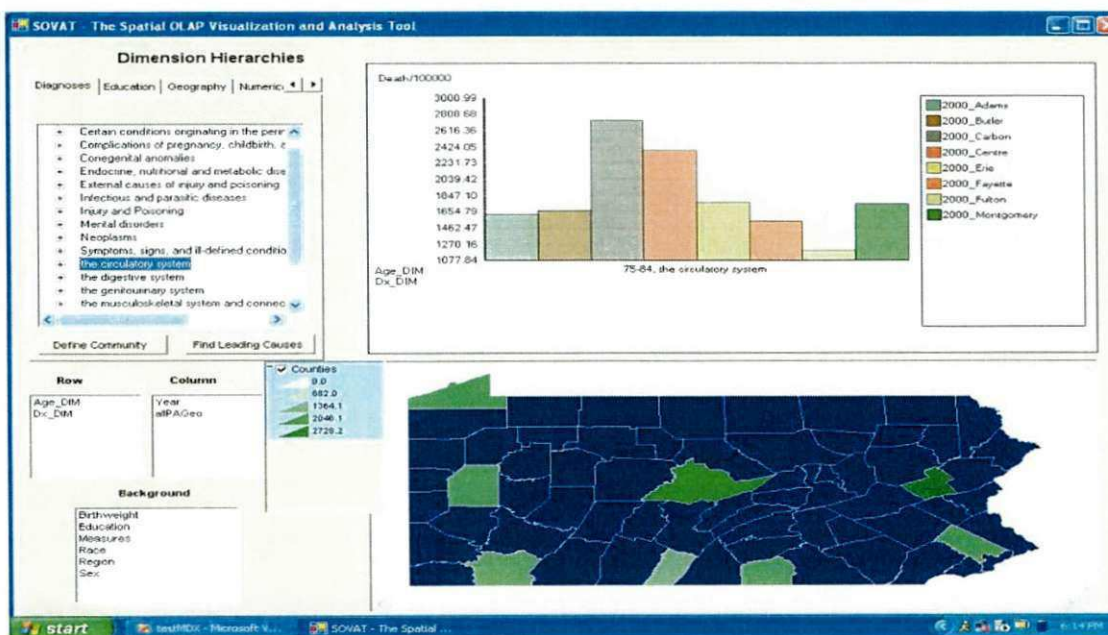 SOVAT - The Spatial OLAP Visualization and Analysis Tool
Dimension Hierarchies
Diagnoses Education Geography Numeric
+ Certain conditions originating in the peri
+ Complications of pregnancy, childbirth, a
+ Conegenital anomalies
+ Endocrine, nutritional and metabolic dise
+ External causes of injury and poisoning
+ Infectious and parasitic diseases
+ Injury and Poisoning
+ Mental disorders
+ Neoplasms
+ Symptoms, signs, and ill-defined conditio
+ the circulatory system
+ the digestive system
+ the genitourinary system
+ the musculoskeletal system and connec
Define Community Find Leading Causes
Death/100000
3000.99
2808.68
2616.36
2424.05
2231.73
2039.42
1847.10
1654.79
1462.47
1270.16
1077.84
Age_DIM
Dx_DIM
75-84, the circulatory system
2000_Adams
2000_Butler
2000_Carbon
2000_Centre
2000_Erie
2000_Fayette
2000_Fulton
2000_Montgomery
Row
Age_DIM
Dx_DIM
Column
Year
allPAGeo
Counties
0.0
682.0
1364.1
2046.1
2728.2
Background
Birthweight
Education
Measures
Race
Region
Sex
start
testMDX - Microsoft V...
SOVAT - The Spatial ...
6:14 PM